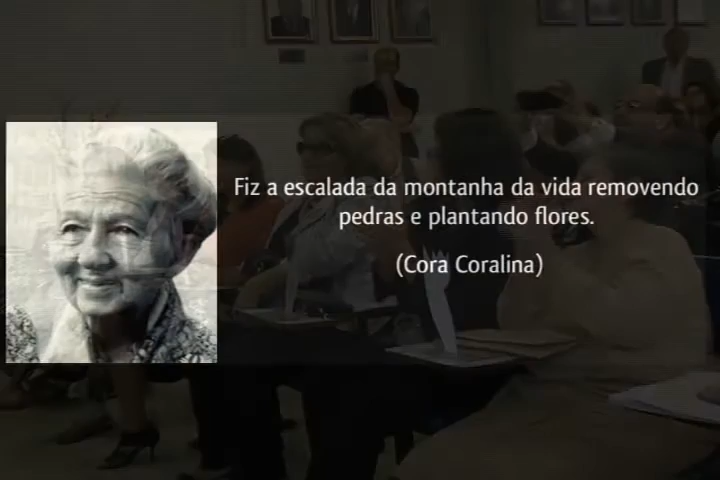 Fiz a escalada da montanha da vida removendo
pedras e plantando flores.
(Cora Coralina)